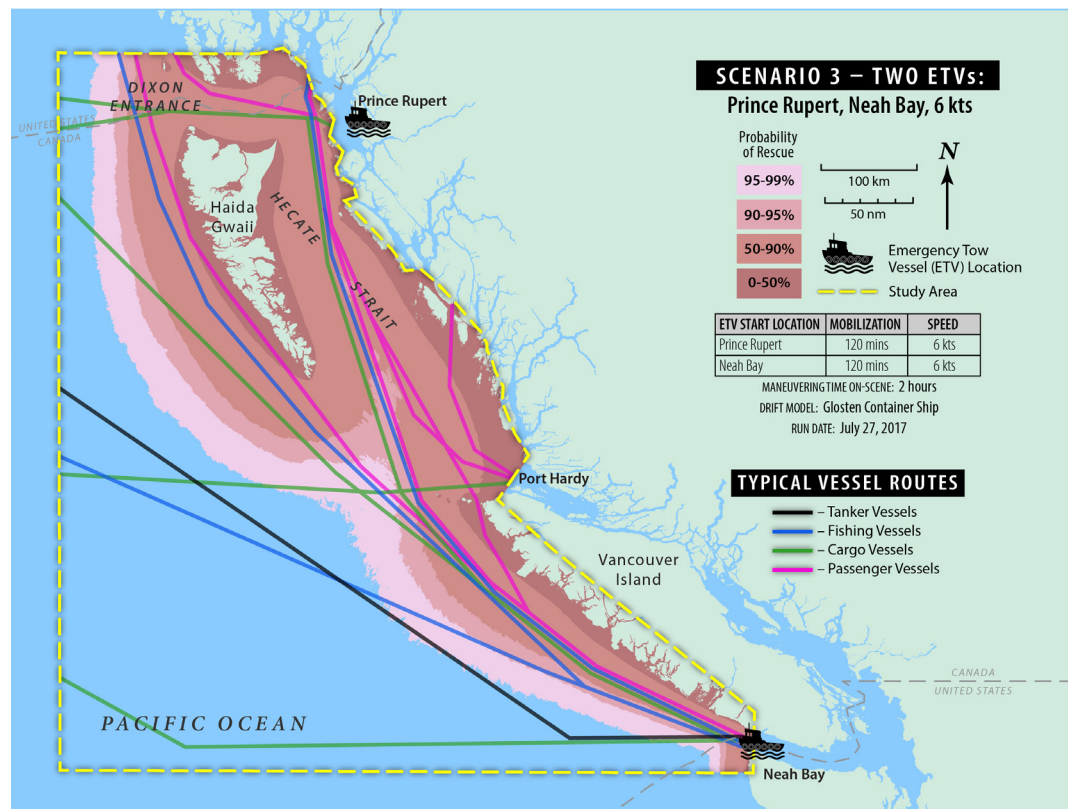 SCENARIO 3 – TWO ETVs:
Prince Rupert, Neah Bay, 6 kts
Probability
of Rescue
95-99%
90-95%
50-90%
0-50%
100 km
50 nm
N
Emergency Tow
Vessel (ETV) Location
Study Area
ETV START LOCATION MOBILIZATION SPEED
Prince Rupert 120 mins 6 kts
Neah Bay 120 mins 6 kts
MANEUVERING TIME ON-SCENE: 2 hours
DRIFT MODEL: Glosten Container Ship
RUN DATE: July 27, 2017
TYPICAL VESSEL ROUTES
– Tanker Vessels
– Fishing Vessels
– Cargo Vessels
– Passenger Vessels
DIXON
ENTRANCE
UNITED STATES
CANADA
Prince Rupert
Haida
Gwaii
HECATE
STRAIT
Port Hardy
Vancouver
Island
CANADA
UNITED STATES
PACIFIC OCEAN
Neah Bay